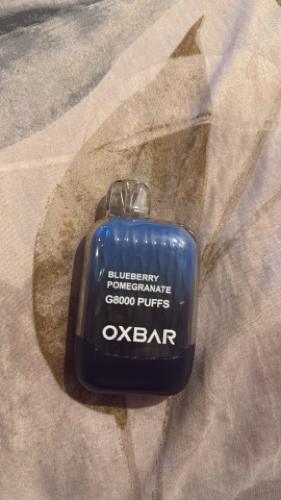 BLUEBERRY
POMEGRANATE
G8000 PUFFS
OXBAR